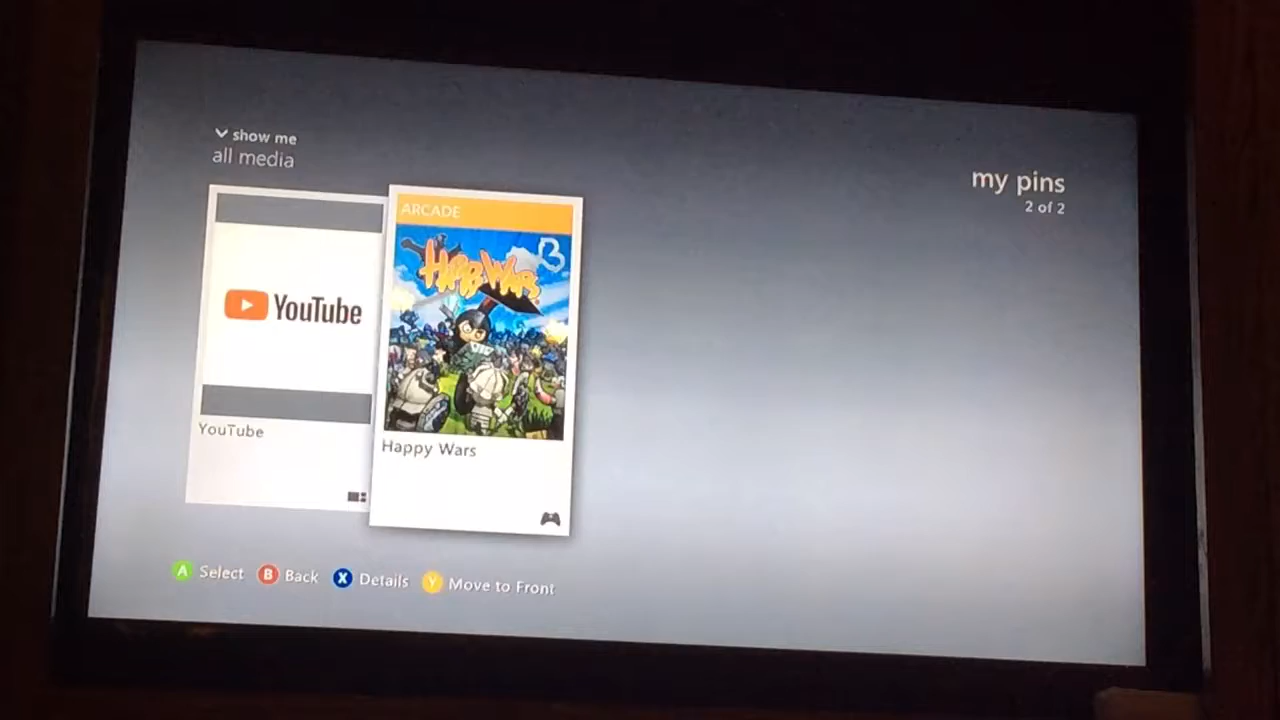 show me
all media
my pins
2 of 2
ARCADE
HAPPY WARS
YouTube
YouTube
Happy Wars
A Select B Back X Details Y Move to Front